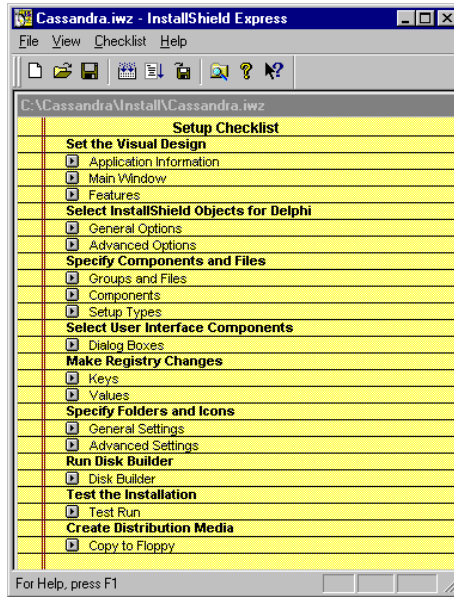 Cassandra.iwz - InstallShield Express
File View Checklist Help
C:\Cassandra\Install\Cassandra.iwz
Setup Checklist
Set the Visual Design
Application Information
Main Window
Features
Select InstallShield Objects for Delphi
General Options
Advanced Options
Specify Components and Files
Groups and Files
Components
Setup Types
Select User Interface Components
Dialog Boxes
Make Registry Changes
Keys
Values
Specify Folders and Icons
General Settings
Advanced Settings
Run Disk Builder
Disk Builder
Test the Installation
Test Run
Create Distribution Media
Copy to Floppy
For Help, press F1